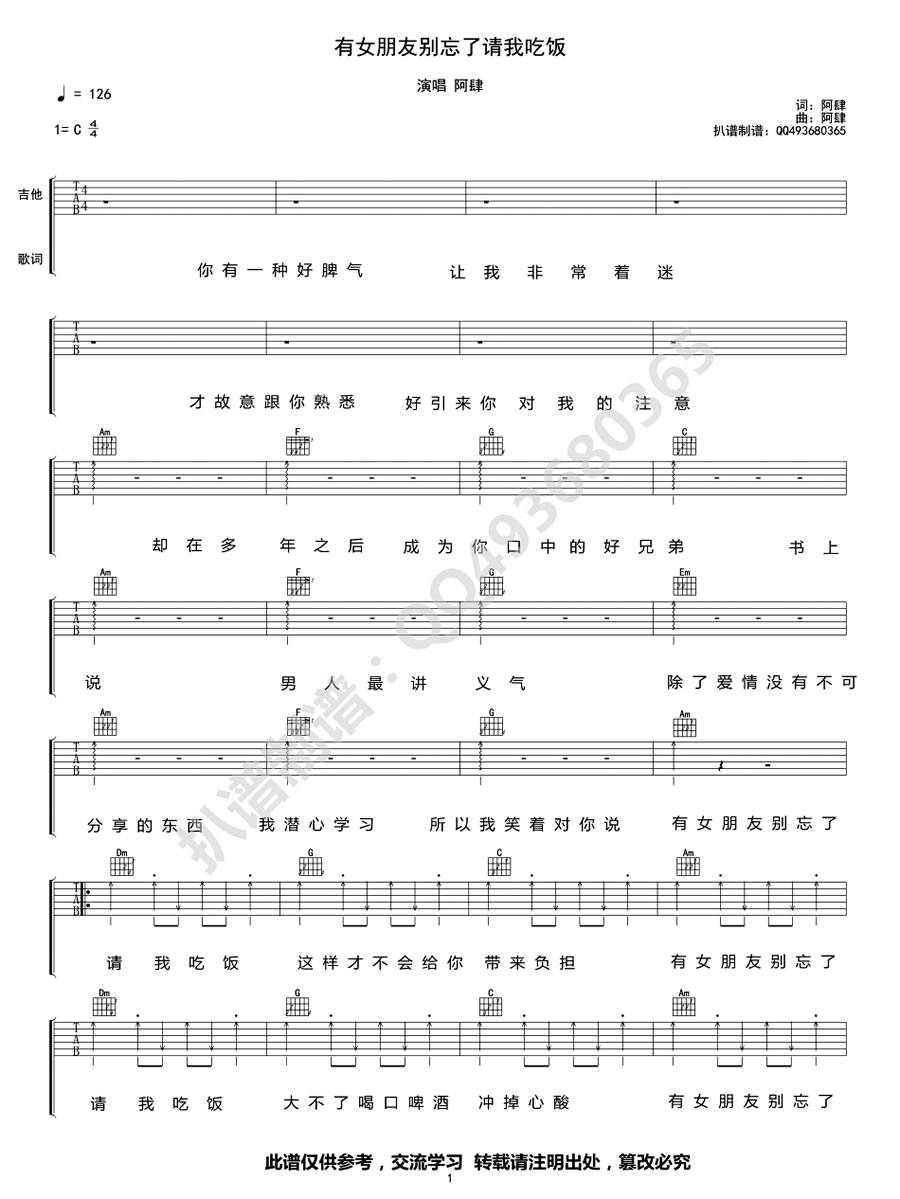 有女朋友别忘了请我吃饭
演唱 阿肆
♩ = 126
词：阿肆
曲：阿肆
1= C 4/4
扒谱制谱：QQ493680365
吉他
T A B 4 4
歌词
你有一种好脾气 让我非常着迷
T A B
才故意跟你熟悉 好引来你对我的注意
Am F G C
T A B
却在多年之后 成为你口中的好兄弟 书上
Am F G Em
T A B
说 男人最讲义气 除了爱情没有不可
Am F G Am
T A B
分享的东西 我潜心学习 所以我笑着对你说 有女朋友别忘了
Dm G C Am
T A B
请我吃饭 这样才不会给你带来负担 有女朋友别忘了
Dm G C Am
T A B
请我吃饭 大不了喝口啤酒冲掉心酸 有女朋友别忘了
扒谱制谱：QQ493680365
此谱仅供参考，交流学习 转载请注明出处，篡改必究
1